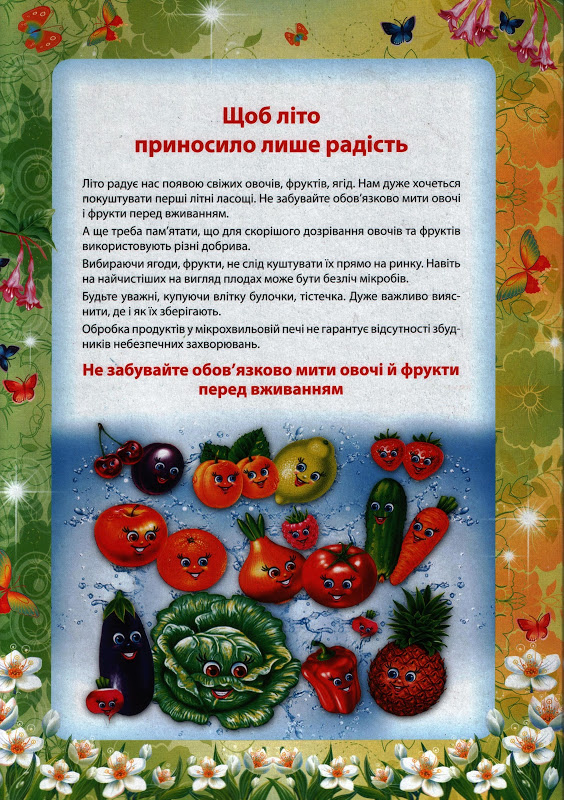 Щоб літо
приносило лише радість
Літо радує нас появою свіжих овочів, фруктів, ягід. Нам дуже хочеться
покуштувати перші літні ласощі. Не забувайте обов’язково мити овочі
і фрукти перед вживанням.
А ще треба пам’ятати, що для скорішого дозрівання овочів та фруктів
використовують різні добрива.
Вибираючи ягоди, фрукти, не слід куштувати їх прямо на ринку. Навіть
на найчистіших на вигляд плодах може бути безліч мікробів.
Будьте уважні, купуючи влітку булочки, тістечка. Дуже важливо вияс-
нити, де і як їх зберігають.
Обробка продуктів у мікрохвильовій печі не гарантує відсутності збуд-
ників небезпечних захворювань.
Не забувайте обов’язково мити овочі й фрукти
перед вживанням